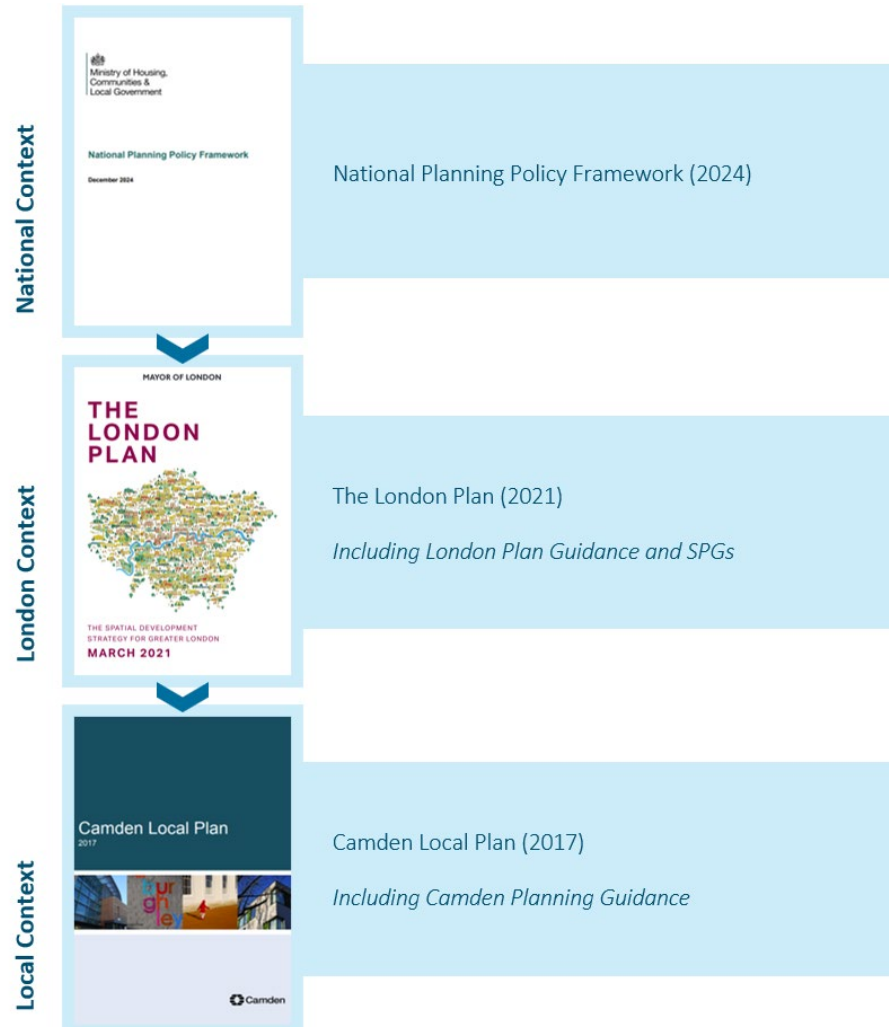 National Context
Ministry of Housing,
Communities &
Local Government
National Planning Policy Framework
December 2024
National Planning Policy Framework (2024)
London Context
MAYOR OF LONDON
THE
LONDON
PLAN
THE SPATIAL DEVELOPMENT
STRATEGY FOR GREATER LONDON
MARCH 2021
The London Plan (2021)
Including London Plan Guidance and SPGs
Local Context
Camden Local Plan
2017
Camden
Camden Local Plan (2017)
Including Camden Planning Guidance